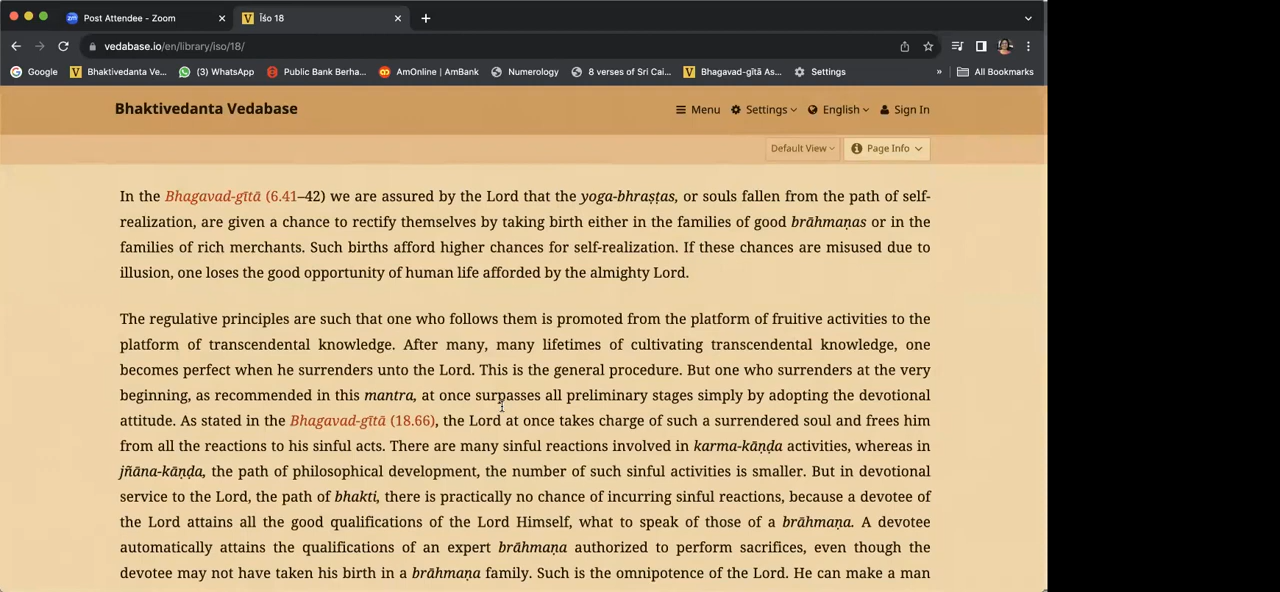 Post Attendee - Zoom
Īśo 18
vedabase.io/en/library/iso/18/
Google Bhaktivedanta Ve... (3) WhatsApp Public Bank Berha... AmOnline | AmBank Numerology 8 verses of Sri Cai... Bhagavad-gītā As... Settings » All Bookmarks
Bhaktivedanta Vedabase Menu Settings English Sign In
Default View Page Info
In the Bhagavad-gītā (6.41–42) we are assured by the Lord that the yoga-bhraṣṭas, or souls fallen from the path of self-
realization, are given a chance to rectify themselves by taking birth either in the families of good brāhmaṇas or in the
families of rich merchants. Such births afford higher chances for self-realization. If these chances are misused due to
illusion, one loses the good opportunity of human life afforded by the almighty Lord.
The regulative principles are such that one who follows them is promoted from the platform of fruitive activities to the
platform of transcendental knowledge. After many, many lifetimes of cultivating transcendental knowledge, one
becomes perfect when he surrenders unto the Lord. This is the general procedure. But one who surrenders at the very
beginning, as recommended in this mantra, at once surpasses all preliminary stages simply by adopting the devotional
attitude. As stated in the Bhagavad-gītā (18.66), the Lord at once takes charge of such a surrendered soul and frees him
from all the reactions to his sinful acts. There are many sinful reactions involved in karma-kāṇḍa activities, whereas in
jñāna-kāṇḍa, the path of philosophical development, the number of such sinful activities is smaller. But in devotional
service to the Lord, the path of bhakti, there is practically no chance of incurring sinful reactions, because a devotee of
the Lord attains all the good qualifications of the Lord Himself, what to speak of those of a brāhmaṇa. A devotee
automatically attains the qualifications of an expert brāhmaṇa authorized to perform sacrifices, even though the
devotee may not have taken his birth in a brāhmaṇa family. Such is the omnipotence of the Lord. He can make a man